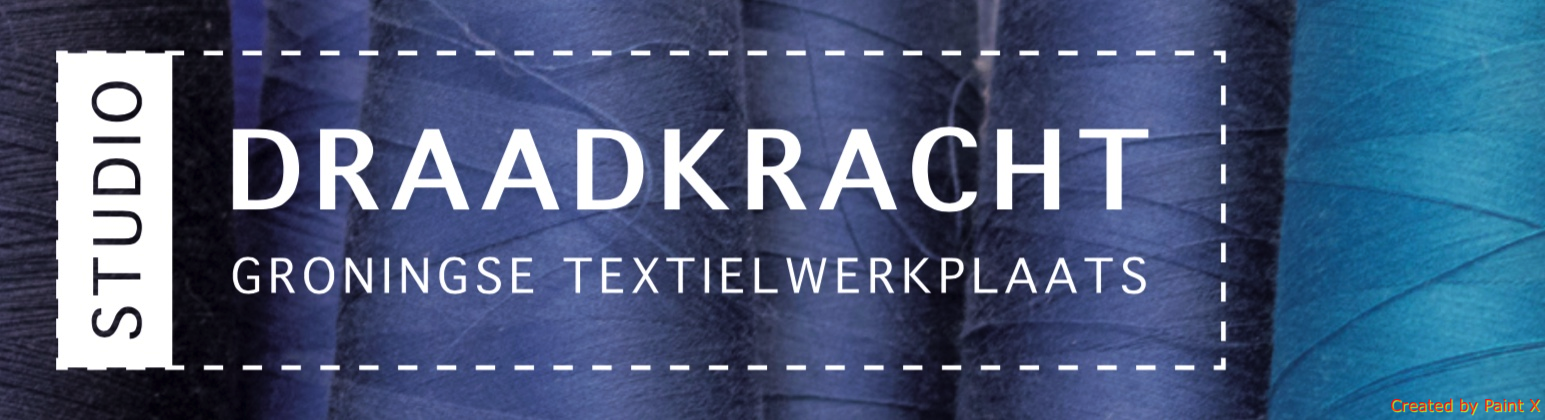 STUDIO
DRAADKRACHT
GRONINGSE TEXTIELWERKPLAATS
Created by Paint X